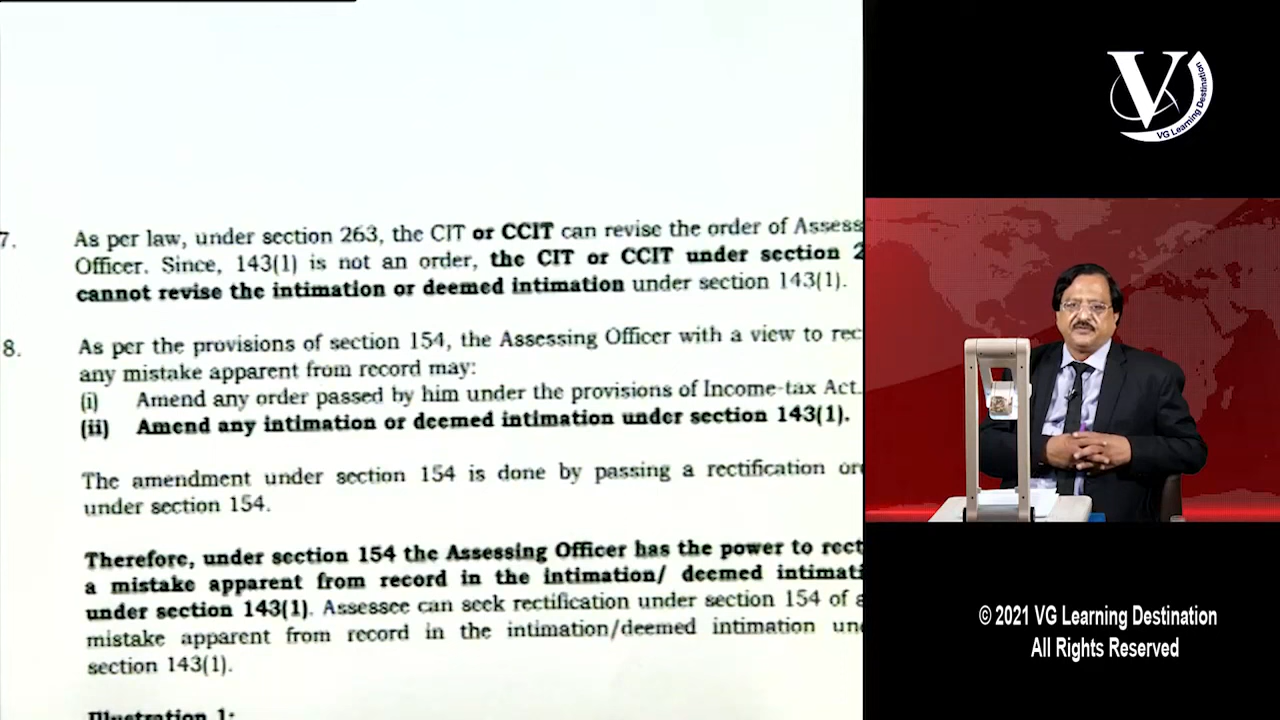 7. As per law, under section 263, the CIT or CCIT can revise the order of Assess
Officer. Since, 143(1) is not an order, the CIT or CCIT under section 2
cannot revise the intimation or deemed intimation under section 143(1).
8. As per the provisions of section 154, the Assessing Officer with a view to rec
any mistake apparent from record may:
(i) Amend any order passed by him under the provisions of Income-tax Act.
(ii) Amend any intimation or deemed intimation under section 143(1).
The amendment under section 154 is done by passing a rectification ord
under section 154.
Therefore, under section 154 the Assessing Officer has the power to rect
a mistake apparent from record in the intimation/ deemed intimati
under section 143(1). Assessee can seek rectification under section 154 of a
mistake apparent from record in the intimation/deemed intimation und
section 143(1).
Illustration 1:
V
VG Learning Destination
© 2021 VG Learning Destination
All Rights Reserved